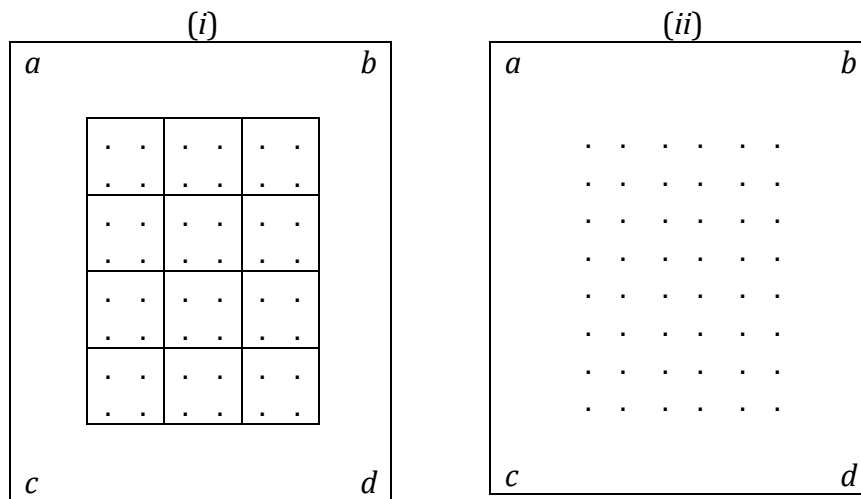 (i) (ii)
a b a b
. . . . . . . . . . . .
. . . . . . . . . . . .
. . . . . . . . . . . .
. . . . . . . . . . . .
. . . . . . . . . . . .
. . . . . . . . . . . .
. . . . . . . . . . . .
. . . . . . . . . . . .
c d c d